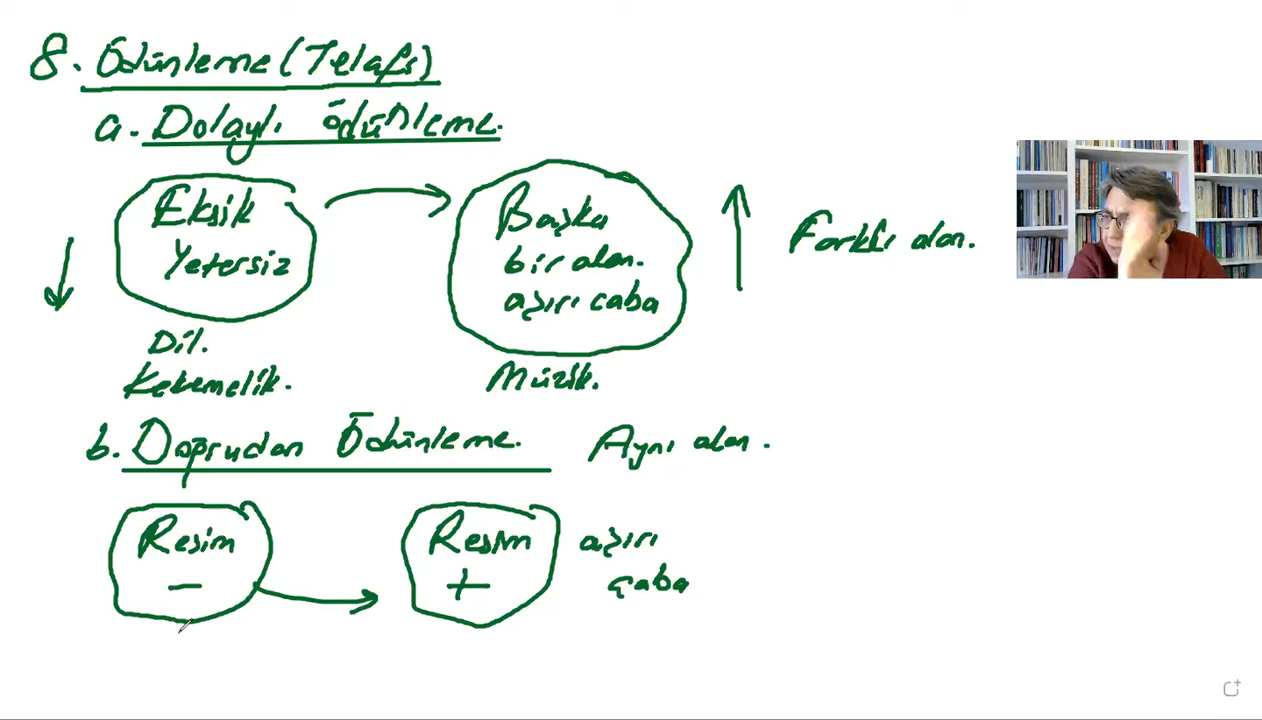 8. Ödünleme (Telafi)
a. Dolaylı ödünleme.
Eksik
Yetersiz
Başka
bir alan.
aşırı caba
Farklı alan.
Dil.
Kekemelik.
Müzik.
b. Doğrudan Ödünleme.
Aynı alan.
Resim
-
Resim
+
aşırı
çaba